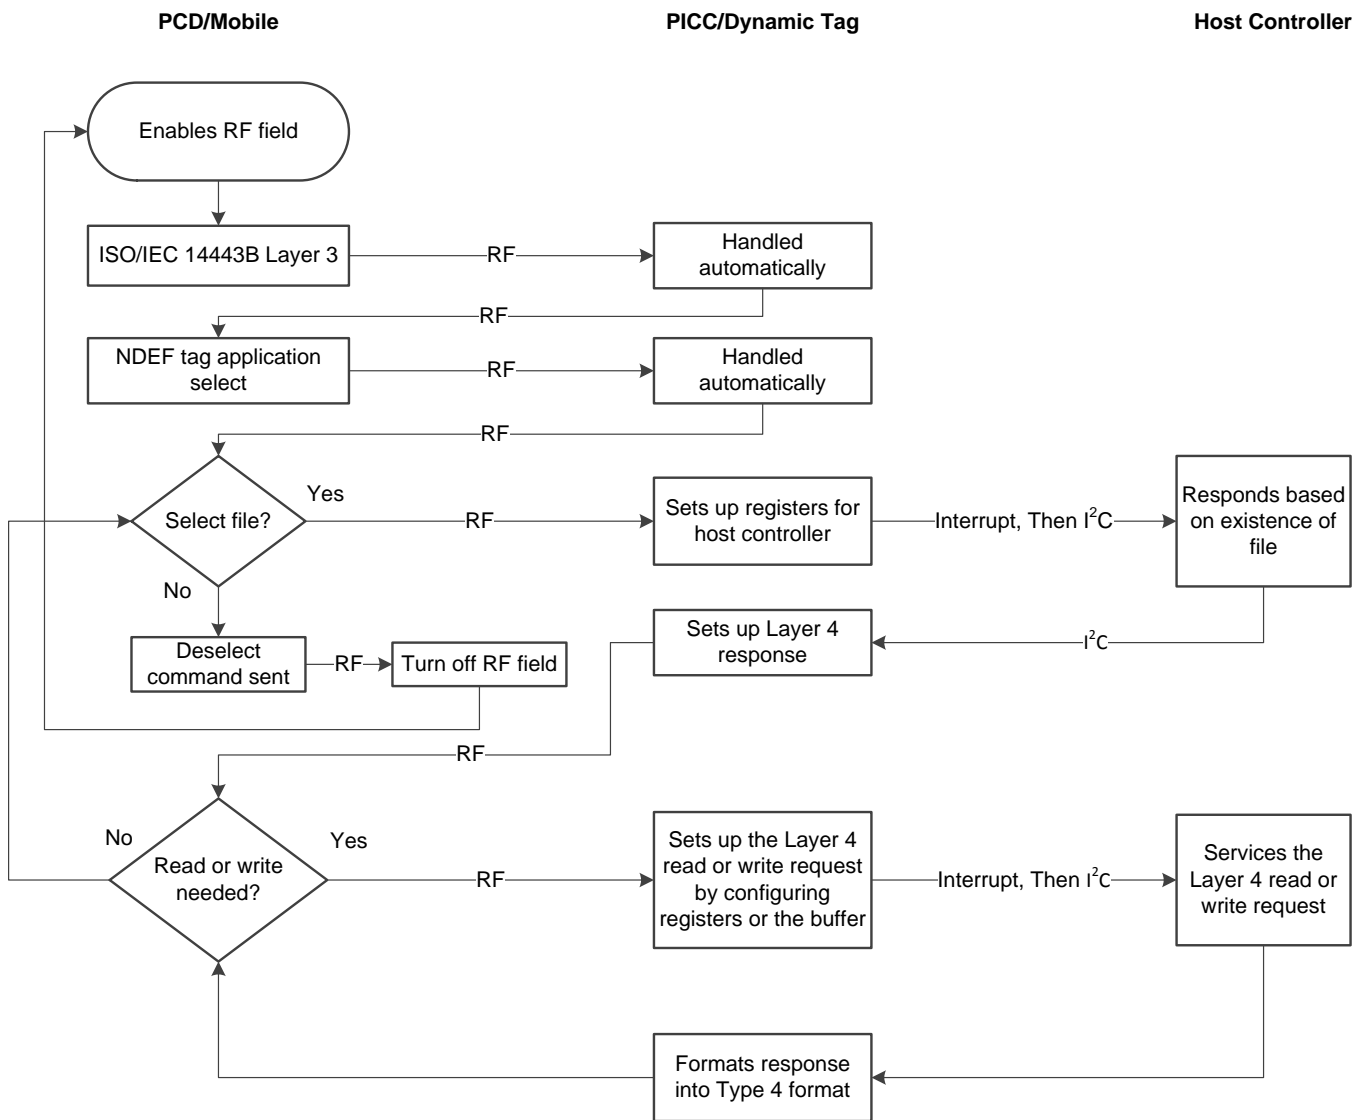 PCD/Mobile
PICC/Dynamic Tag
Host Controller
Enables RF field
ISO/IEC 14443B Layer 3
RF
Handled
automatically
RF
NDEF tag application
select
RF
Handled
automatically
RF
Select file?
Yes
RF
Sets up registers for
host controller
Interrupt, Then I²C
Responds based
on existence of
file
No
Deselect
command sent
RF
Turn off RF field
Sets up Layer 4
response
I²C
RF
Read or write
needed?
No
Yes
RF
Sets up the Layer 4
read or write request
by configuring
registers or the buffer
Interrupt, Then I²C
Services the
Layer 4 read or
write request
Formats response
into Type 4 format